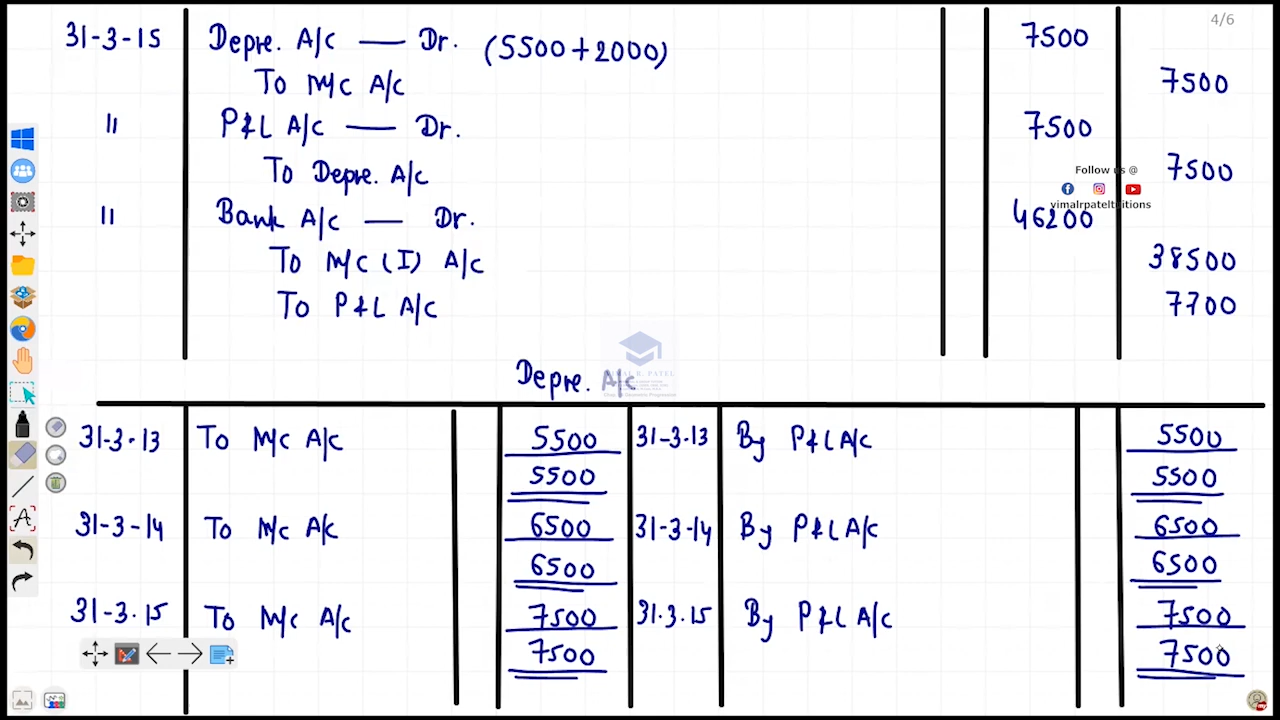 4/6
31-3-15 Depre. A/c — Dr. (5500+2000) 7500
To M/c A/c 7500
11 P&L A/c — Dr. 7500
To Depre. A/c 7500
Follow us @
vimalrpateltuitions
11 Bank A/c — Dr. 46200
To M/c (I) A/c 38500
To P&L A/c 7700
Depre. A/c
31-3-13 To M/c A/c 5500 31-3-13 By P&L A/c 5500
5500 5500
31-3-14 To M/c A/c 6500 31-3-14 By P&L A/c 6500
6500 6500
31-3-15 To M/c A/c 7500 31.3.15 By P&L A/c 7500
7500 7500